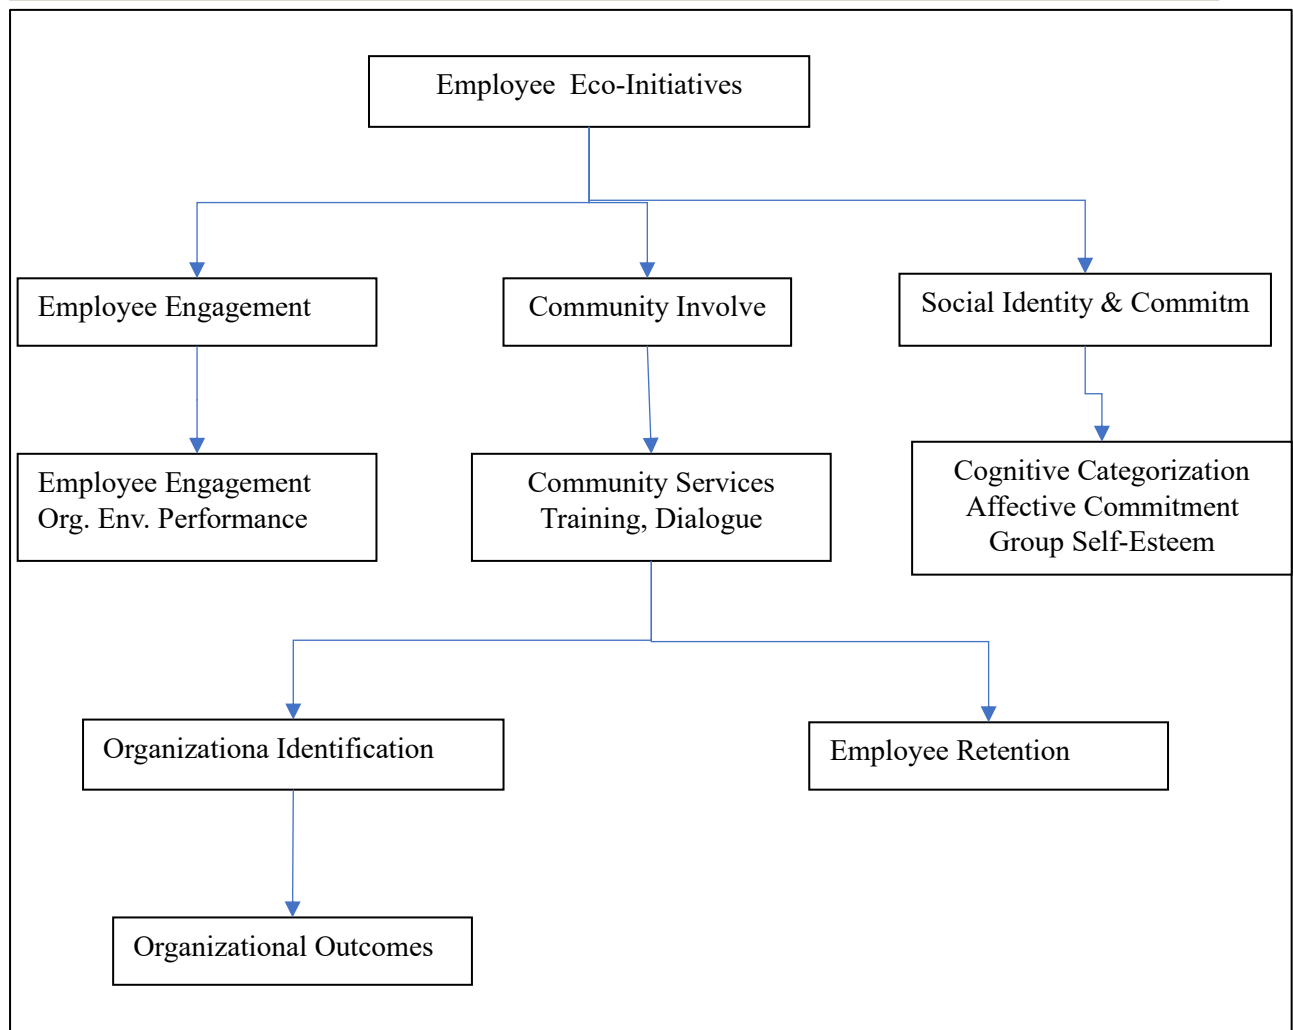 Employee Eco-Initiatives
Employee Engagement
Community Involve
Social Identity & Commitm
Employee Engagement
Org. Env. Performance
Community Services
Training, Dialogue
Cognitive Categorization
Affective Commitment
Group Self-Esteem
Organizationa Identification
Employee Retention
Organizational Outcomes